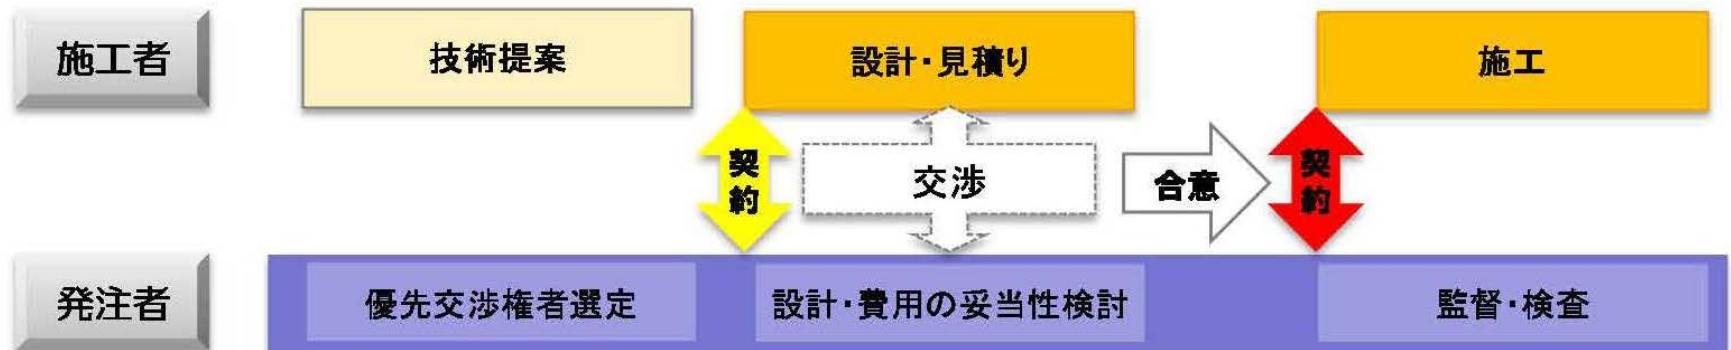 施工者
技術提案
設計・見積り
施工
契約
交渉
合意
契約
発注者
優先交渉権者選定
設計・費用の妥当性検討
監督・検査